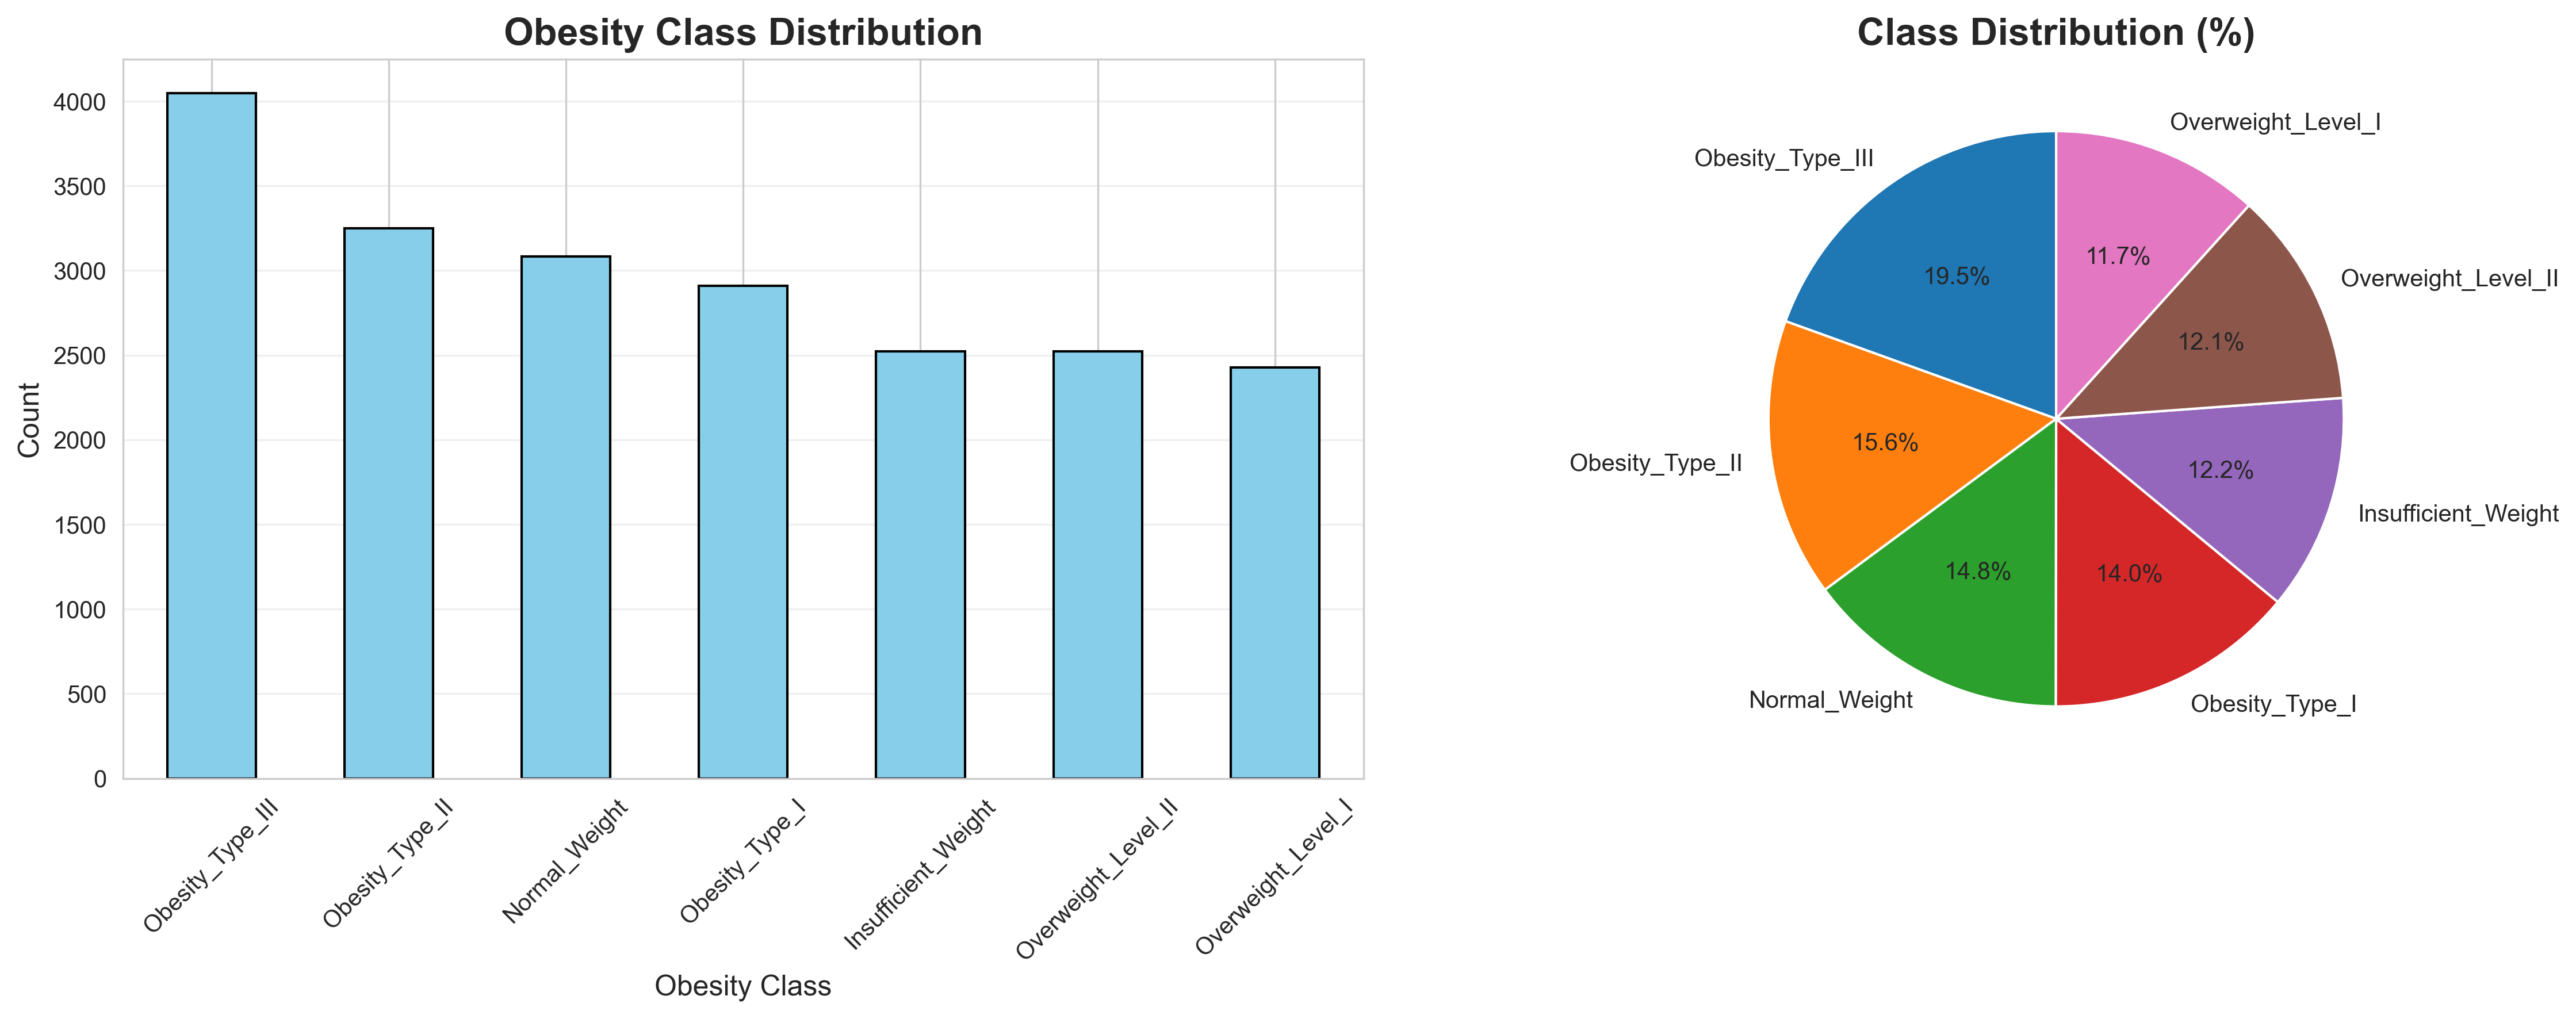 Obesity Class Distribution
Count
4000
3500
3000
2500
2000
1500
1000
500
0
Obesity_Type_III
Obesity_Type_II
Normal_Weight
Obesity_Type_I
Insufficient_Weight
Overweight_Level_II
Overweight_Level_I
Obesity Class
Class Distribution (%)
Overweight_Level_I
Obesity_Type_III
Overweight_Level_II
Obesity_Type_II
Insufficient_Weight
Normal_Weight
Obesity_Type_I
11.7%
19.5%
12.1%
15.6%
12.2%
14.8%
14.0%